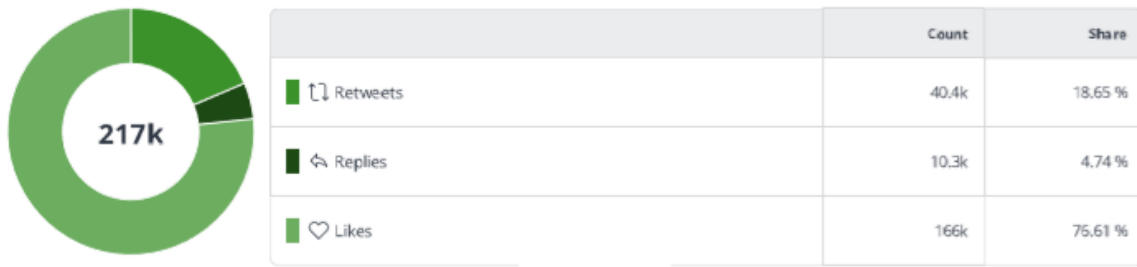 217k
Count Share
Retweets 40.4k 18.65 %
Replies 10.3k 4.74 %
Likes 166k 76.61 %